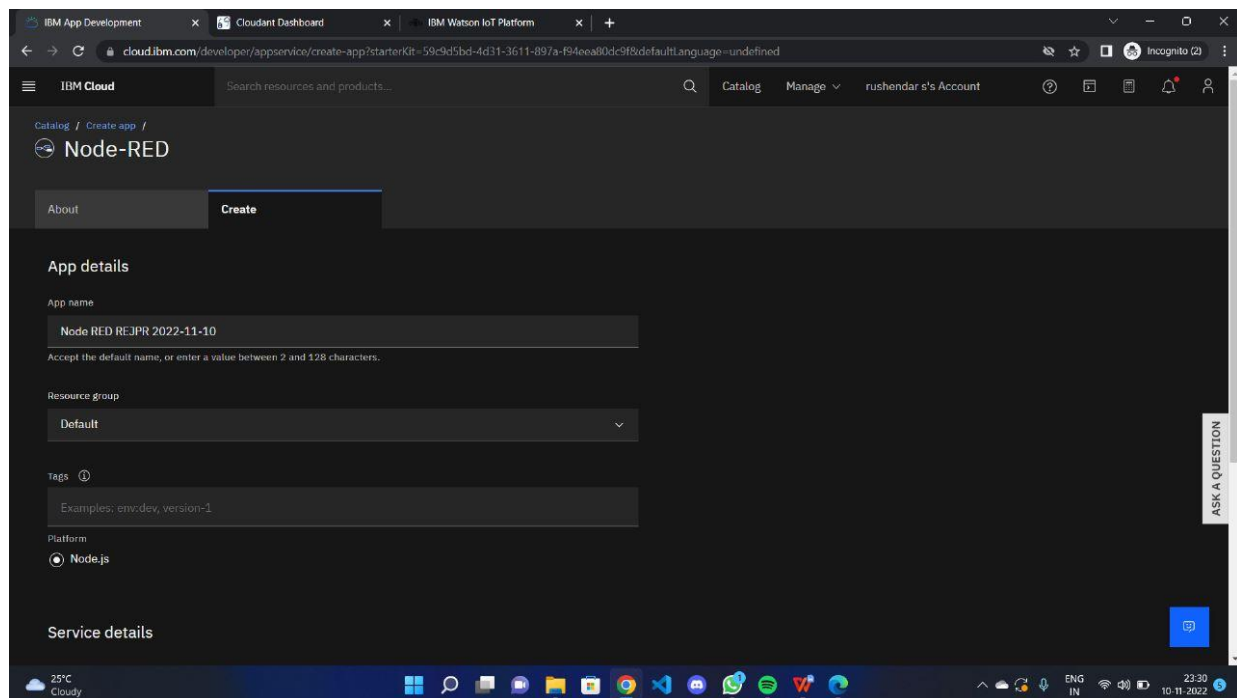 IBM App Development
Cloudant Dashboard
IBM Watson IoT Platform
cloud.ibm.com/developer/appservice/create-app?starterKit=59c9d5bd-4d31-3611-897a-f94eea80dc9f&defaultLanguage=undefined
Incognito (2)
IBM Cloud
Search resources and products...
Catalog
Manage
rushendar s's Account
Catalog / Create app /
Node-RED
About
Create
App details
App name
Node RED REJPR 2022-11-10
Accept the default name, or enter a value between 2 and 128 characters.
Resource group
Default
Tags
Examples: env:dev, version-1
Platform
Node.js
Service details
ASK A QUESTION
25°C
Cloudy
ENG
IN
23:30
10-11-2022
5